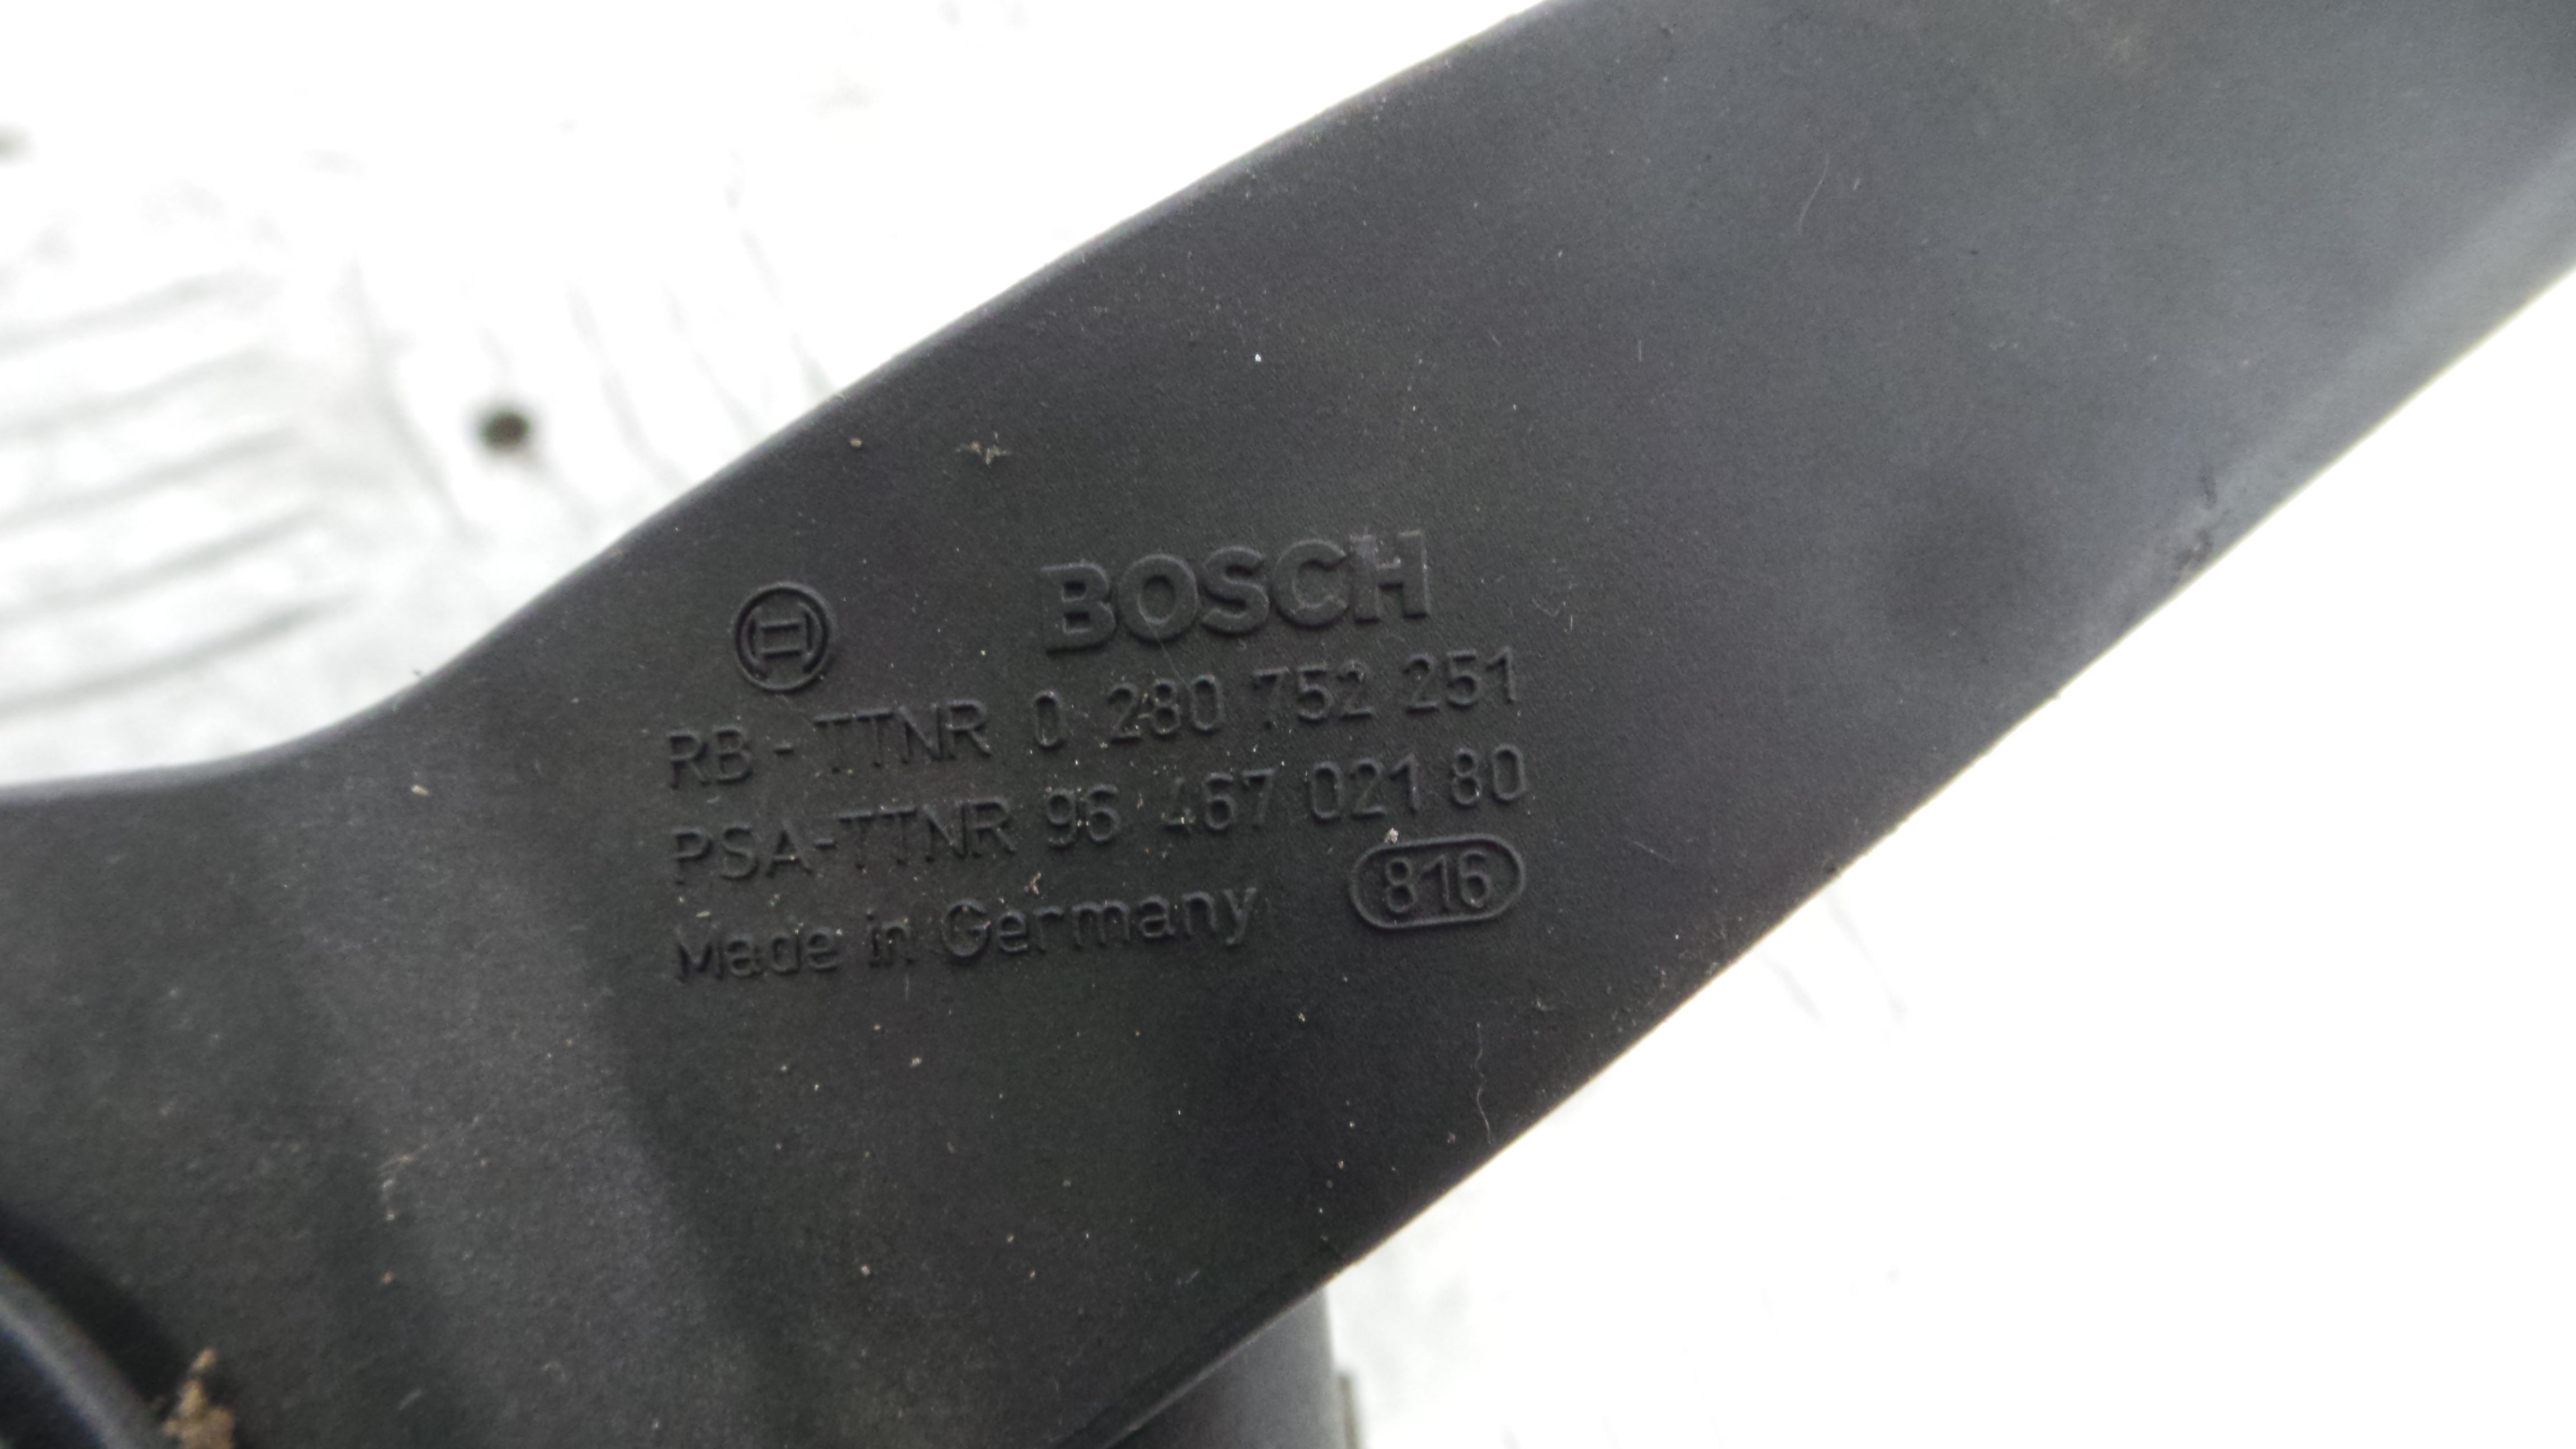 BOSCH
RB-TTNR 0 280 752 251
PSA-TTNR 96 467 021 80
Made in Germany 816